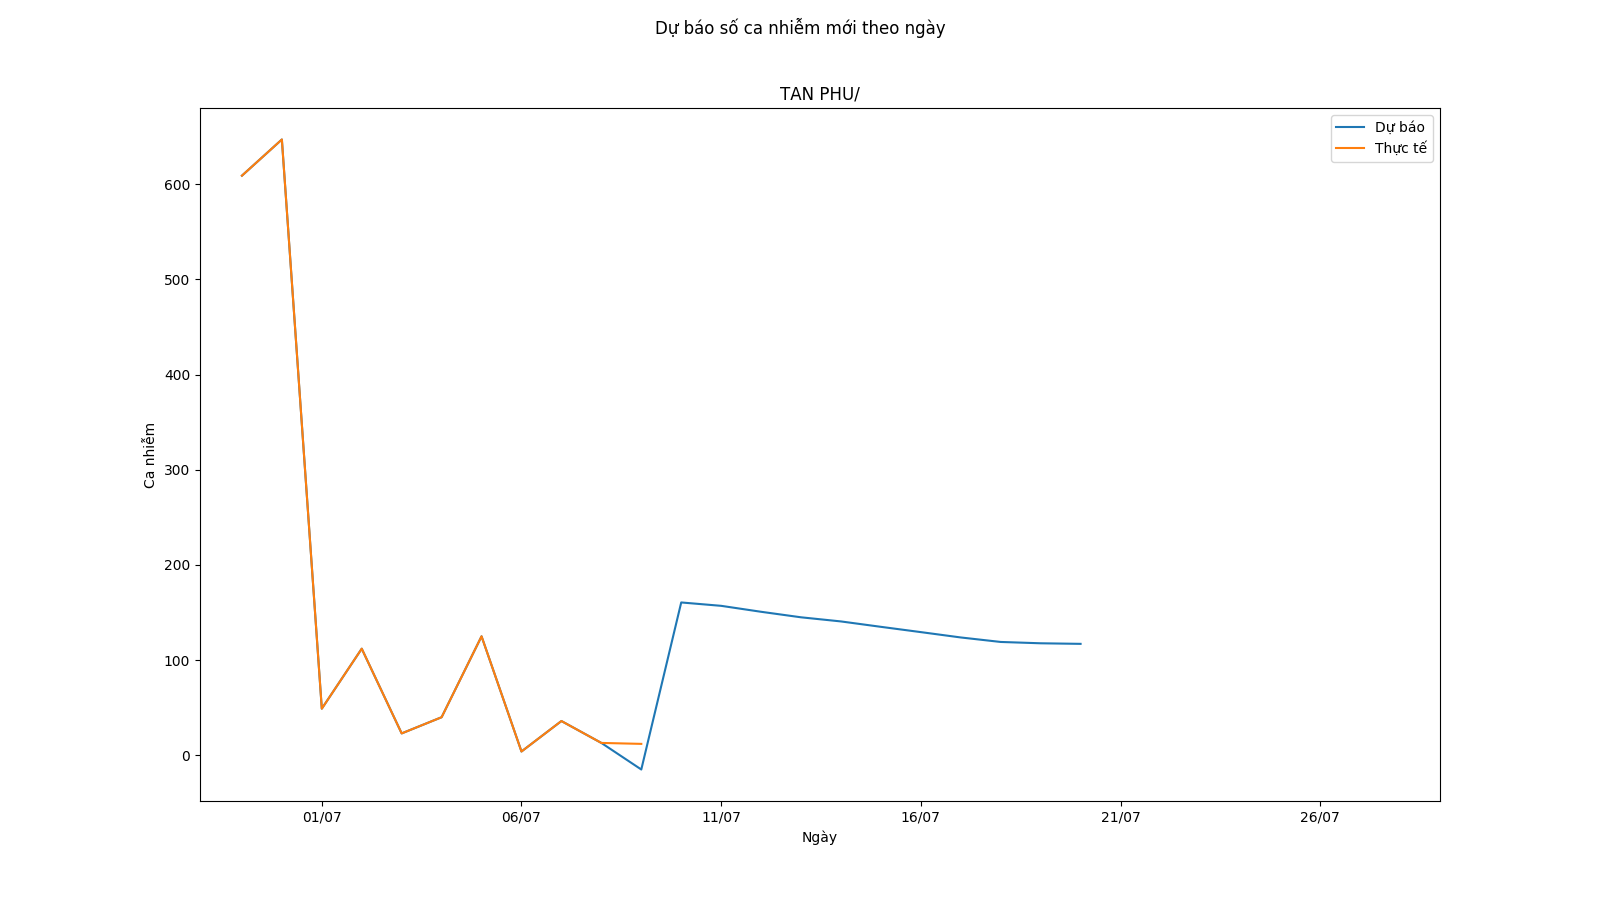 Dự báo số ca nhiễm mới theo ngày
TAN PHU/
Dự báo
Thực tế
600
500
400
300
200
100
0
Ca nhiễm
01/07
06/07
11/07
16/07
21/07
26/07
Ngày